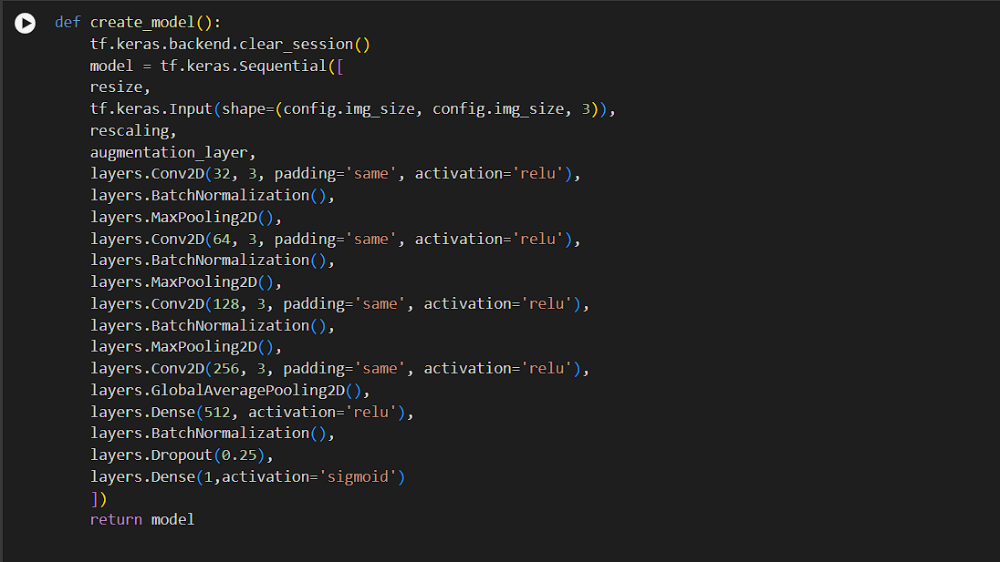 def create_model():
    tf.keras.backend.clear_session()
    model = tf.keras.Sequential([
    resize,
    tf.keras.Input(shape=(config.img_size, config.img_size, 3)),
    rescaling,
    augmentation_layer,
    layers.Conv2D(32, 3, padding='same', activation='relu'),
    layers.BatchNormalization(),
    layers.MaxPooling2D(),
    layers.Conv2D(64, 3, padding='same', activation='relu'),
    layers.BatchNormalization(),
    layers.MaxPooling2D(),
    layers.Conv2D(128, 3, padding='same', activation='relu'),
    layers.BatchNormalization(),
    layers.MaxPooling2D(),
    layers.Conv2D(256, 3, padding='same', activation='relu'),
    layers.GlobalAveragePooling2D(),
    layers.Dense(512, activation='relu'),
    layers.BatchNormalization(),
    layers.Dropout(0.25),
    layers.Dense(1,activation='sigmoid')
    ])
    return model